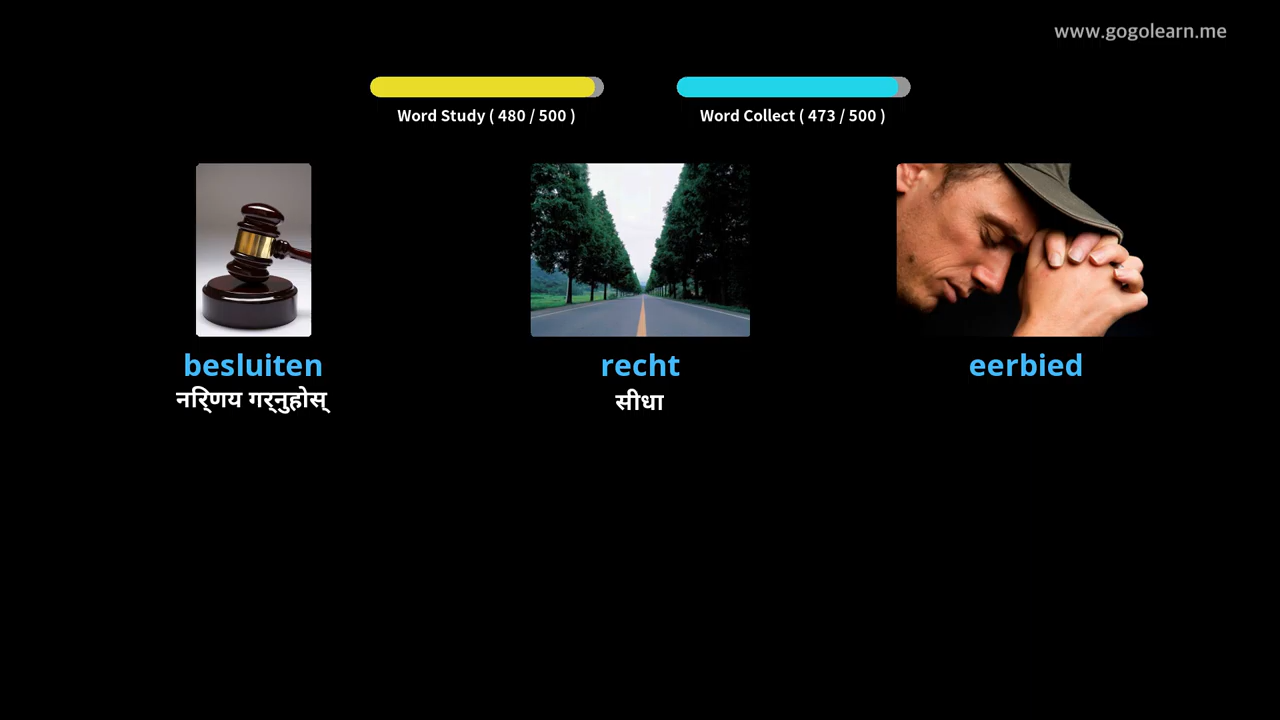 www.gogolearn.me
Word Study ( 480 / 500 )
Word Collect ( 473 / 500 )
besluiten
recht
eerbied
निर्णय गर्नुहोस्
सीधा